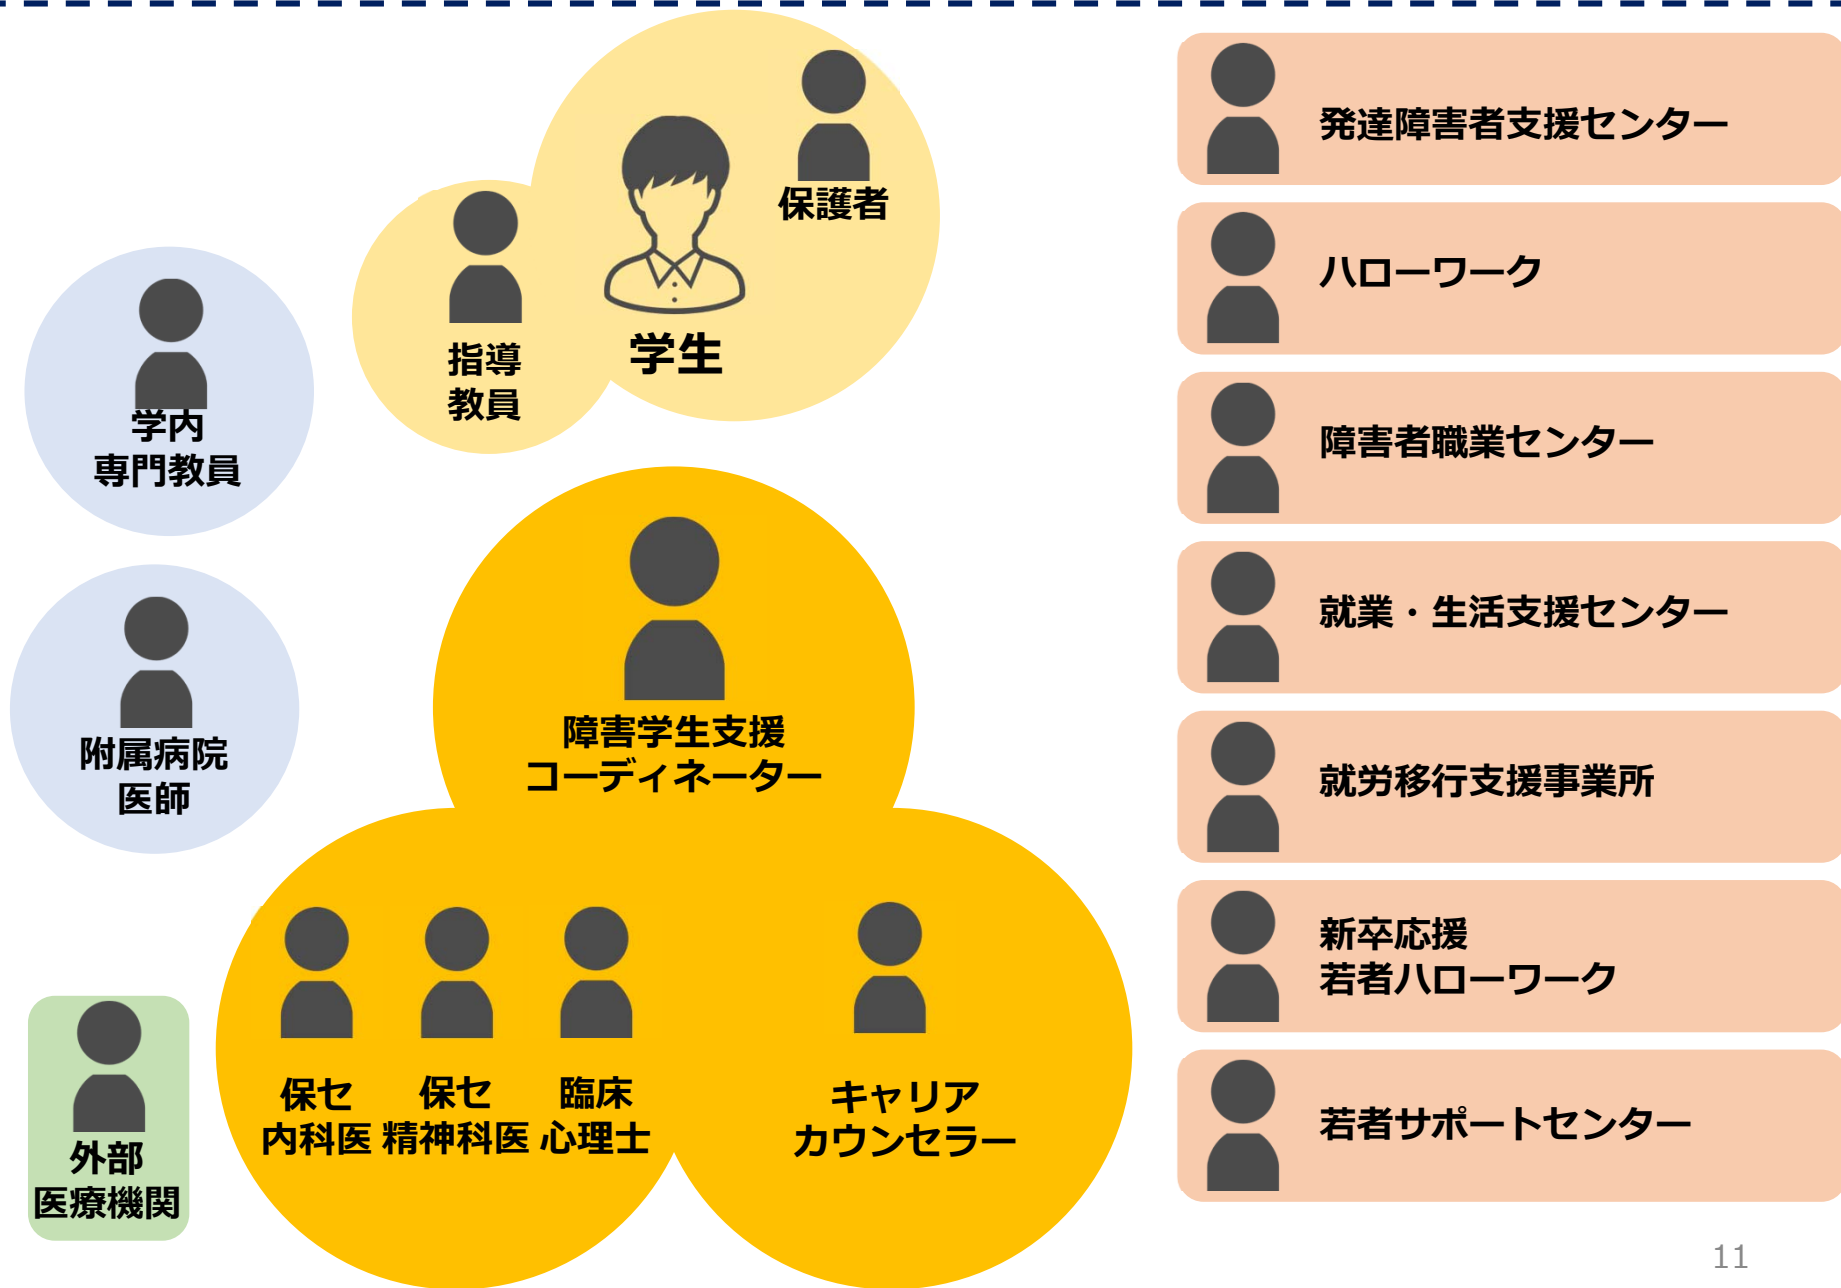 保護者
学生
指導
教員
学内
専門教員
附属病院
医師
障害学生支援
コーディネーター
保セ
内科医
保セ
精神科医
臨床
心理士
キャリア
カウンセラー
外部
医療機関
発達障害者支援センター
ハローワーク
障害者職業センター
就業・生活支援センター
就労移行支援事業所
新卒応援
若者ハローワーク
若者サポートセンター
11